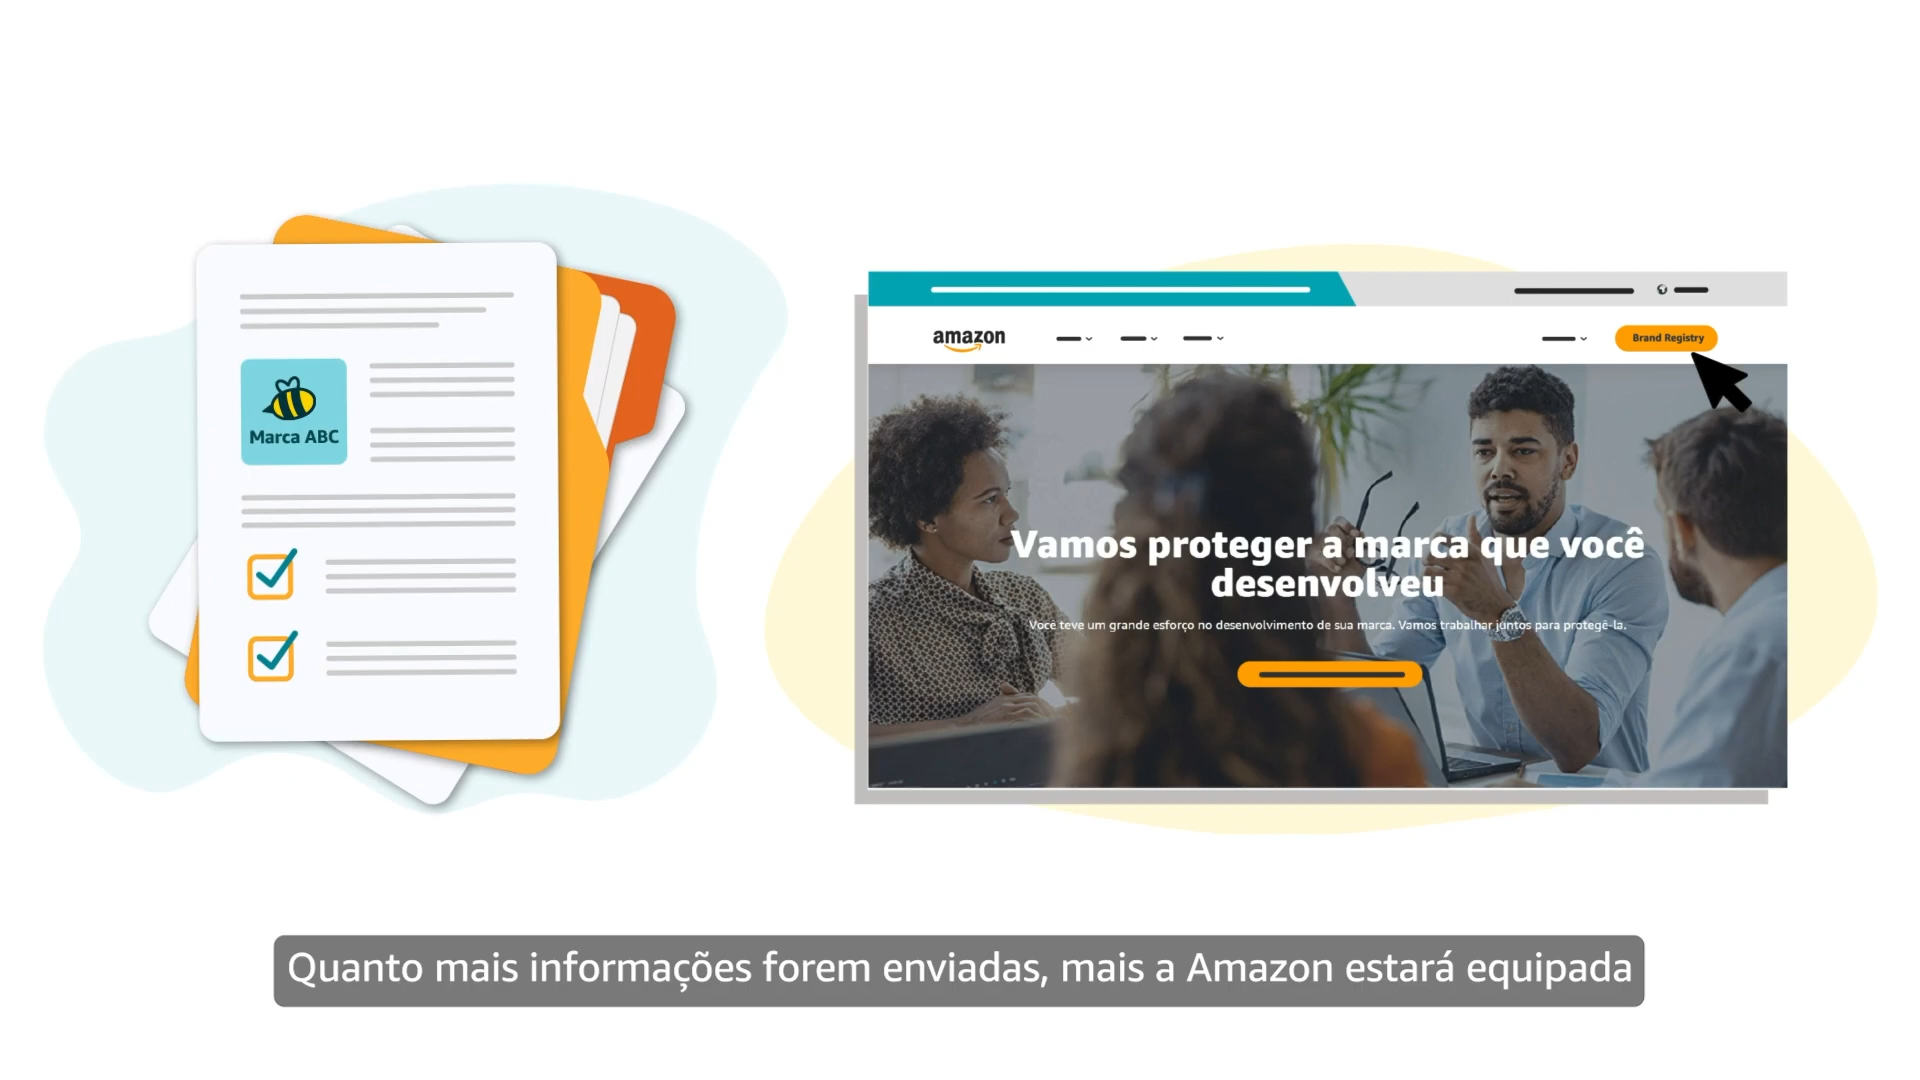 Marca ABC
amazon
Brand Registry
Vamos proteger a marca que você
desenvolveu
Você teve um grande esforço no desenvolvimento de sua marca. Vamos trabalhar juntos para protegê-la.
Quanto mais informações forem enviadas, mais a Amazon estará equipada